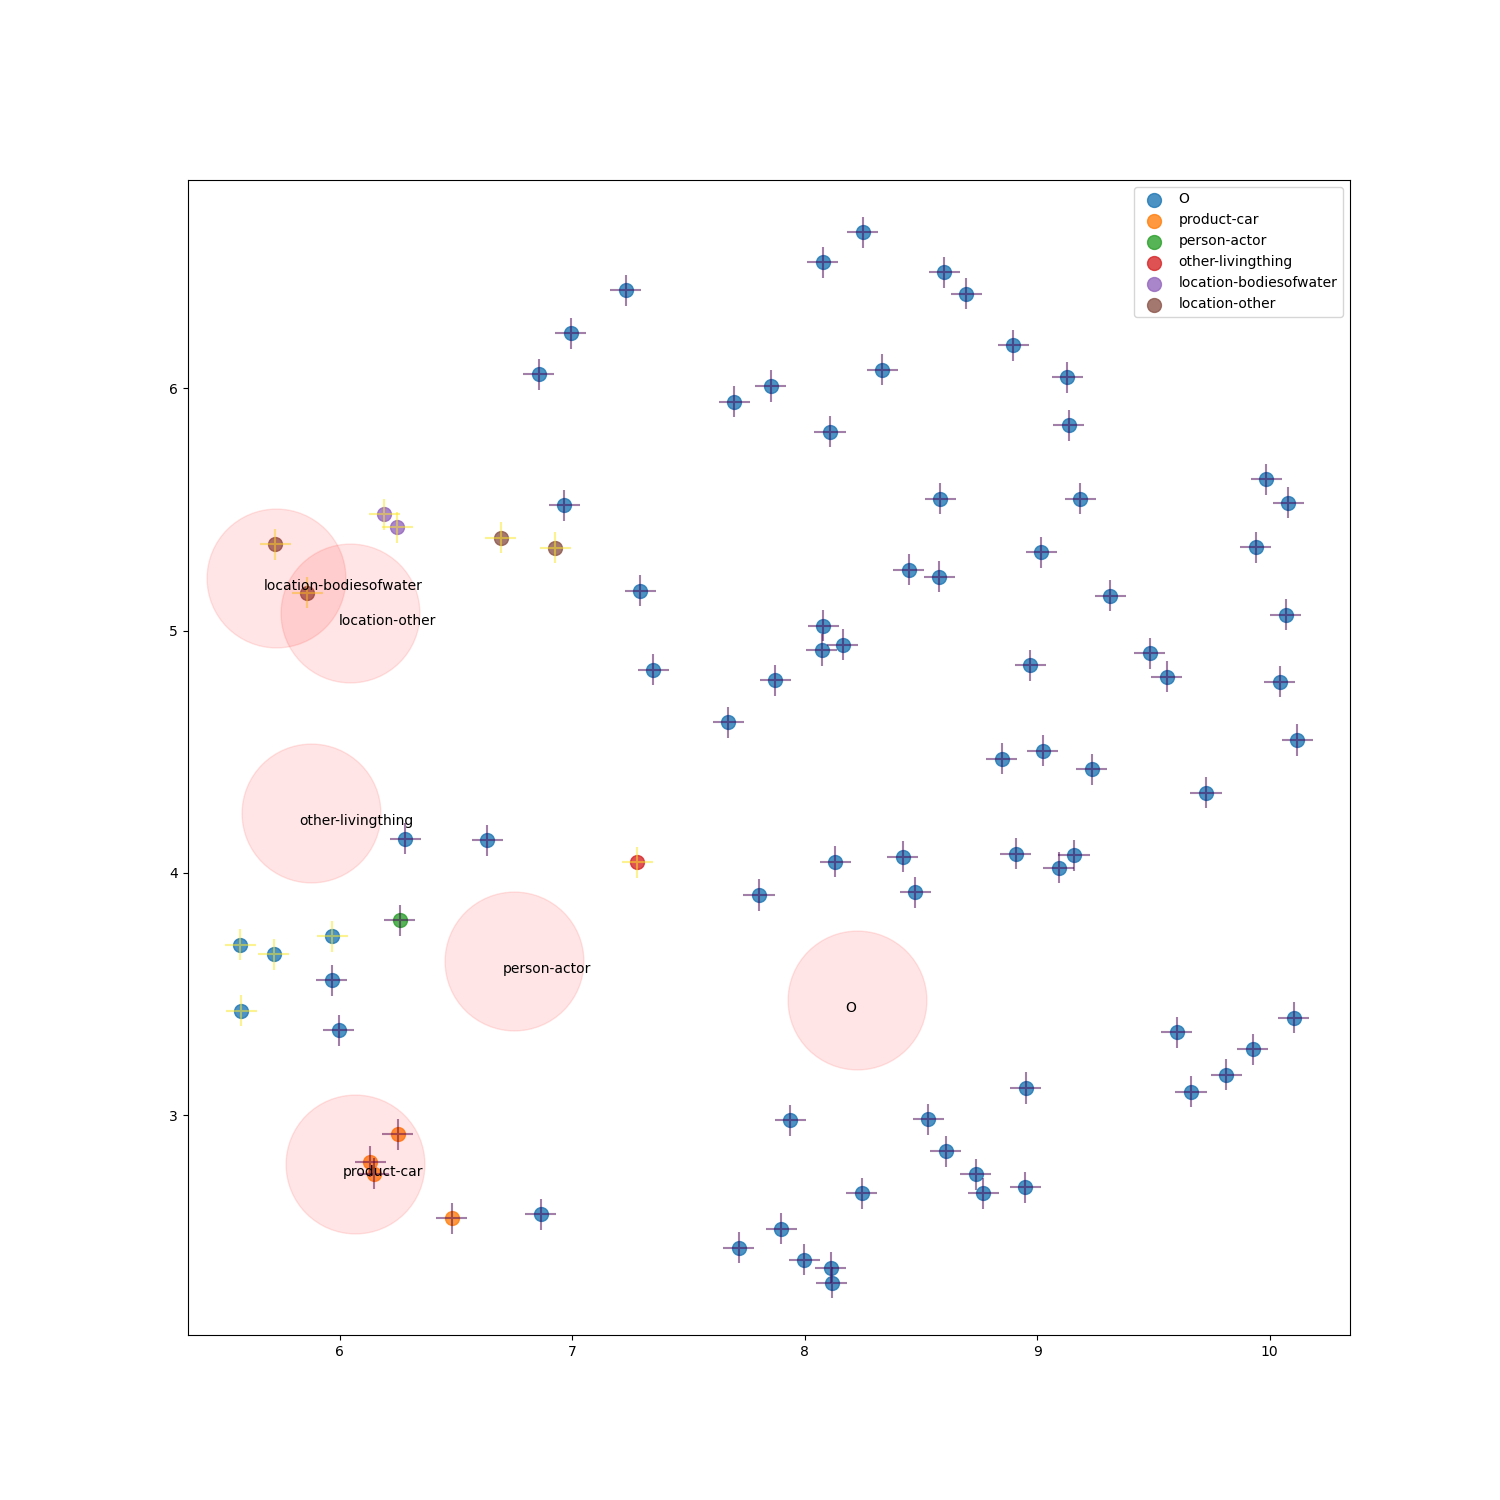 O
product-car
person-actor
other-livingthing
location-bodiesofwater
location-other
6
5
4
3
location-bodiesofwater
location-other
other-livingthing
person-actor
O
product-car
6
7
8
9
10